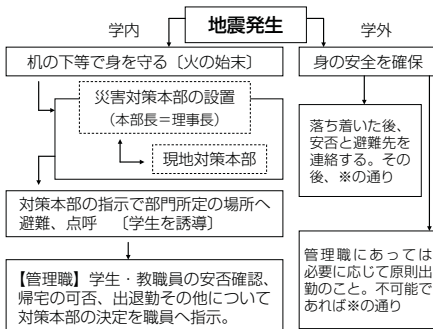 地震発生
学内
学外
机の下等で身を守る〔火の始末〕
災害対策本部の設置
（本部長＝理事長）
現地対策本部
対策本部の指示で部門所定の場所へ
避難、点呼　〔学生を誘導〕
【管理職】学生・教職員の安否確認、
帰宅の可否、出退勤その他について
対策本部の決定を職員へ指示。
身の安全を確保
落ち着いた後、
安否と避難先を
連絡する。その
後、※の通り
管理職にあっては
必要に応じて原則出
勤のこと。不可能で
あれば※の通り